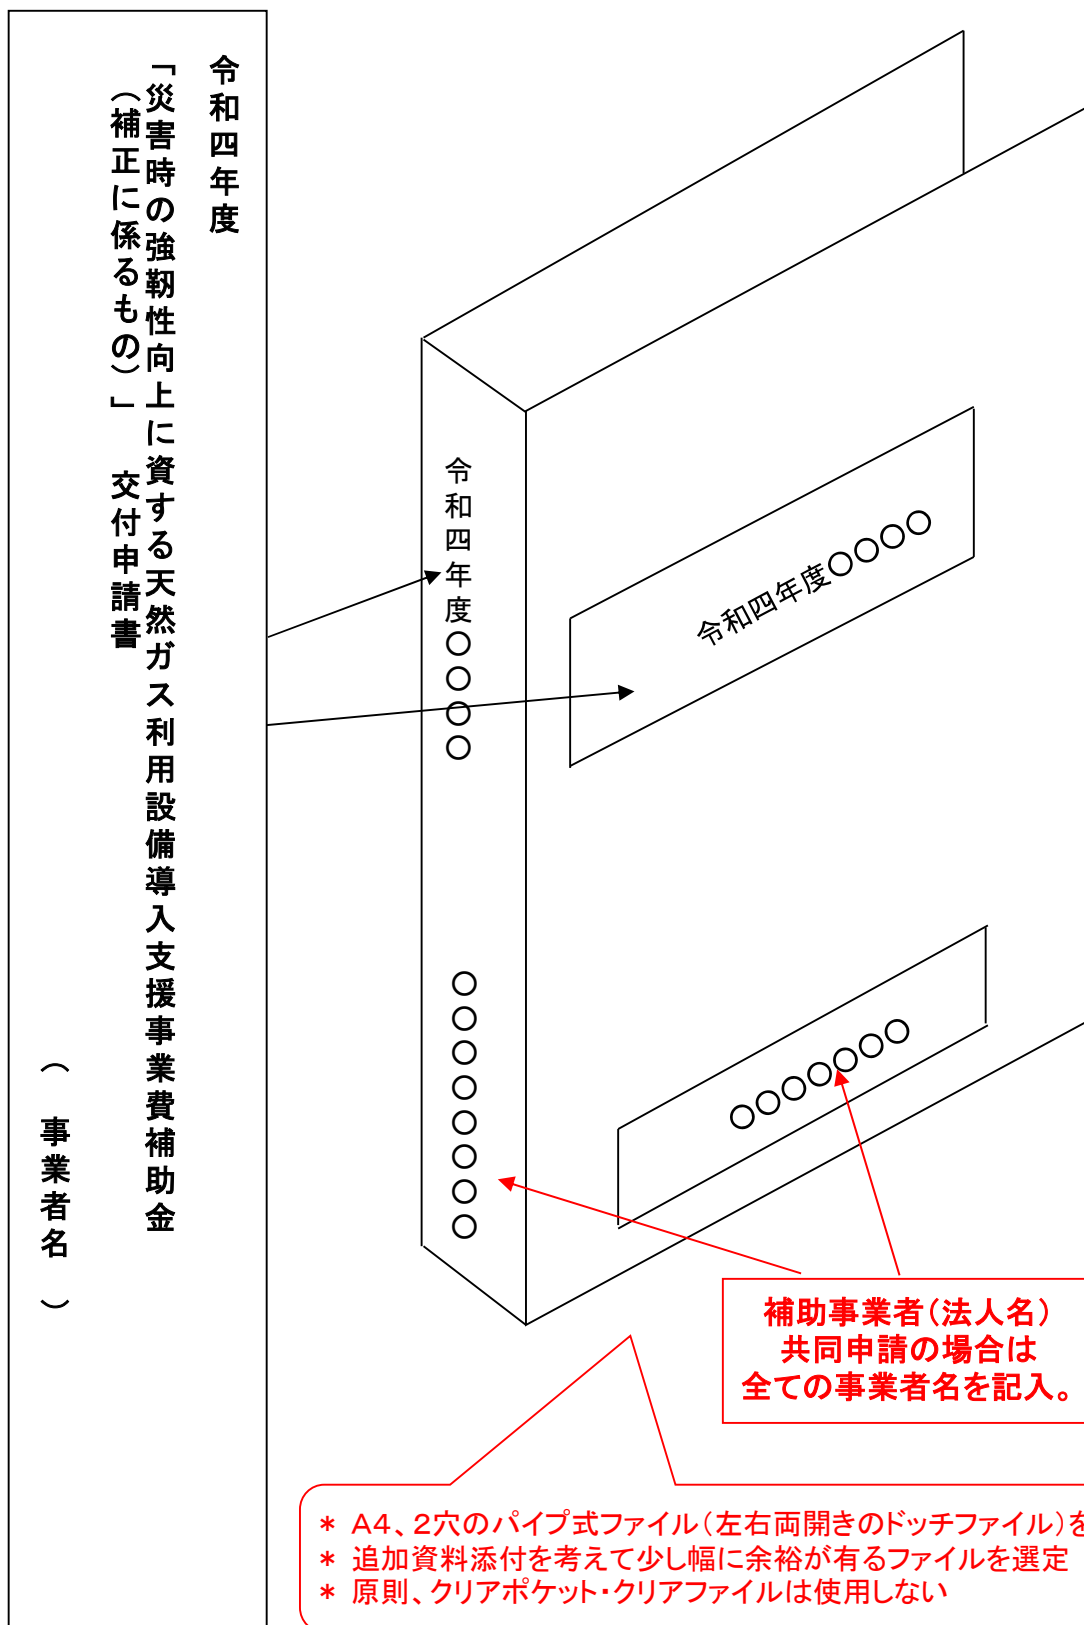 令和四年度
「災害時の強靭性向上に資する天然ガス利用設備導入支援事業費補助金
（補正に係るもの）」　交付申請書
（　事業者名　）
令和四年度〇〇〇〇
〇〇〇〇〇〇〇〇
令和四年度〇〇〇〇
〇〇〇〇〇〇〇
補助事業者（法人名）
共同申請の場合は
全ての事業者名を記入。
* A4、2穴のパイプ式ファイル（左右両開きのドッチファイル）を
* 追加資料添付を考えて少し幅に余裕が有るファイルを選定
* 原則、クリアポケット・クリアファイルは使用しない